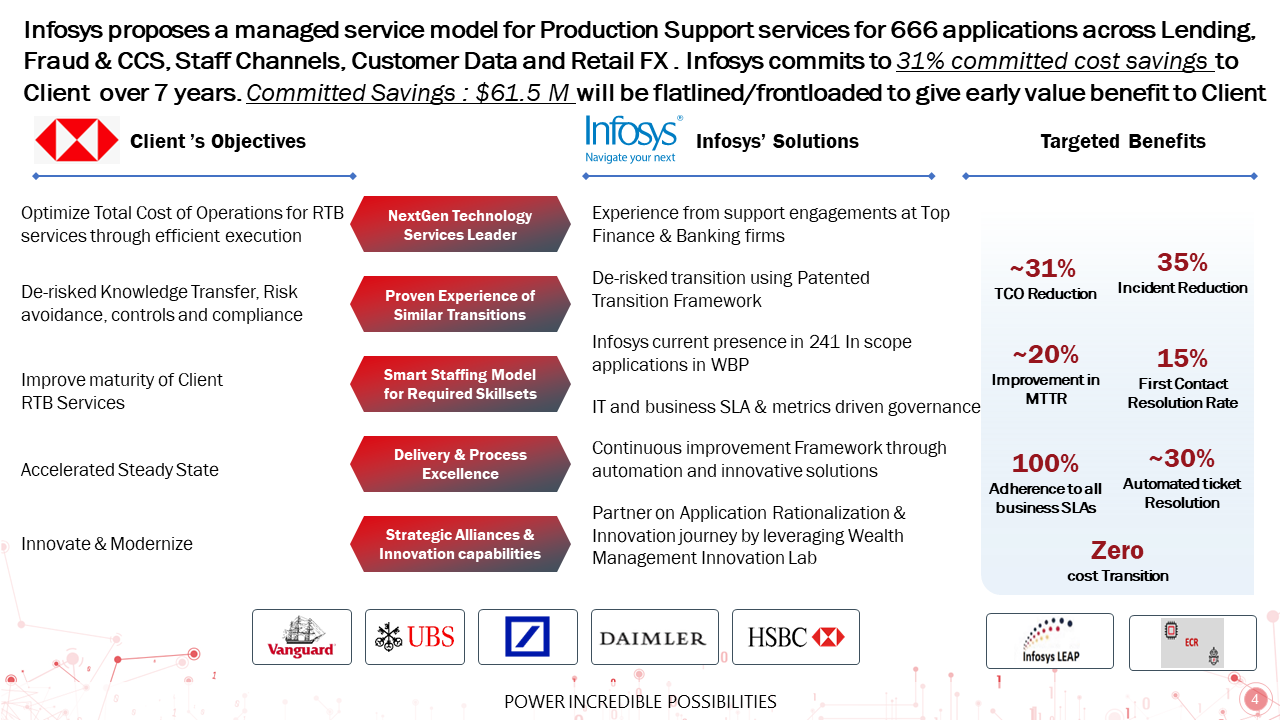 Infosys proposes a managed service model for Production Support services for 666 applications across Lending,
Fraud & CCS, Staff Channels, Customer Data and Retail FX . Infosys commits to 31% committed cost savings to
Client over 7 years. Committed Savings : $61.5 M will be flatlined/frontloaded to give early value benefit to Client
Client 's Objectives
Infosys®
Navigate your next
Infosys' Solutions
Targeted Benefits
Optimize Total Cost of Operations for RTB
services through efficient execution
De-risked Knowledge Transfer, Risk
avoidance, controls and compliance
Improve maturity of Client
RTB Services
Accelerated Steady State
Innovate & Modernize
NextGen Technology
Services Leader
Proven Experience of
Similar Transitions
Smart Staffing Model
for Required Skillsets
Delivery & Process
Excellence
Strategic Alliances &
Innovation capabilities
Experience from support engagements at Top
Finance & Banking firms
De-risked transition using Patented
Transition Framework
Infosys current presence in 241 In scope
applications in WBP
IT and business SLA & metrics driven governance
Continuous improvement Framework through
automation and innovative solutions
Partner on Application Rationalization &
Innovation journey by leveraging Wealth
Management Innovation Lab
~31%
TCO Reduction
35%
Incident Reduction
~20%
Improvement in
MTTR
15%
First Contact
Resolution Rate
100%
Adherence to all
business SLAs
~30%
Automated ticket
Resolution
Zero
cost Transition
Vanguard
UBS
DAIMLER
HSBC
Infosys LEAP
ECR
POWER INCREDIBLE POSSIBILITIES
4